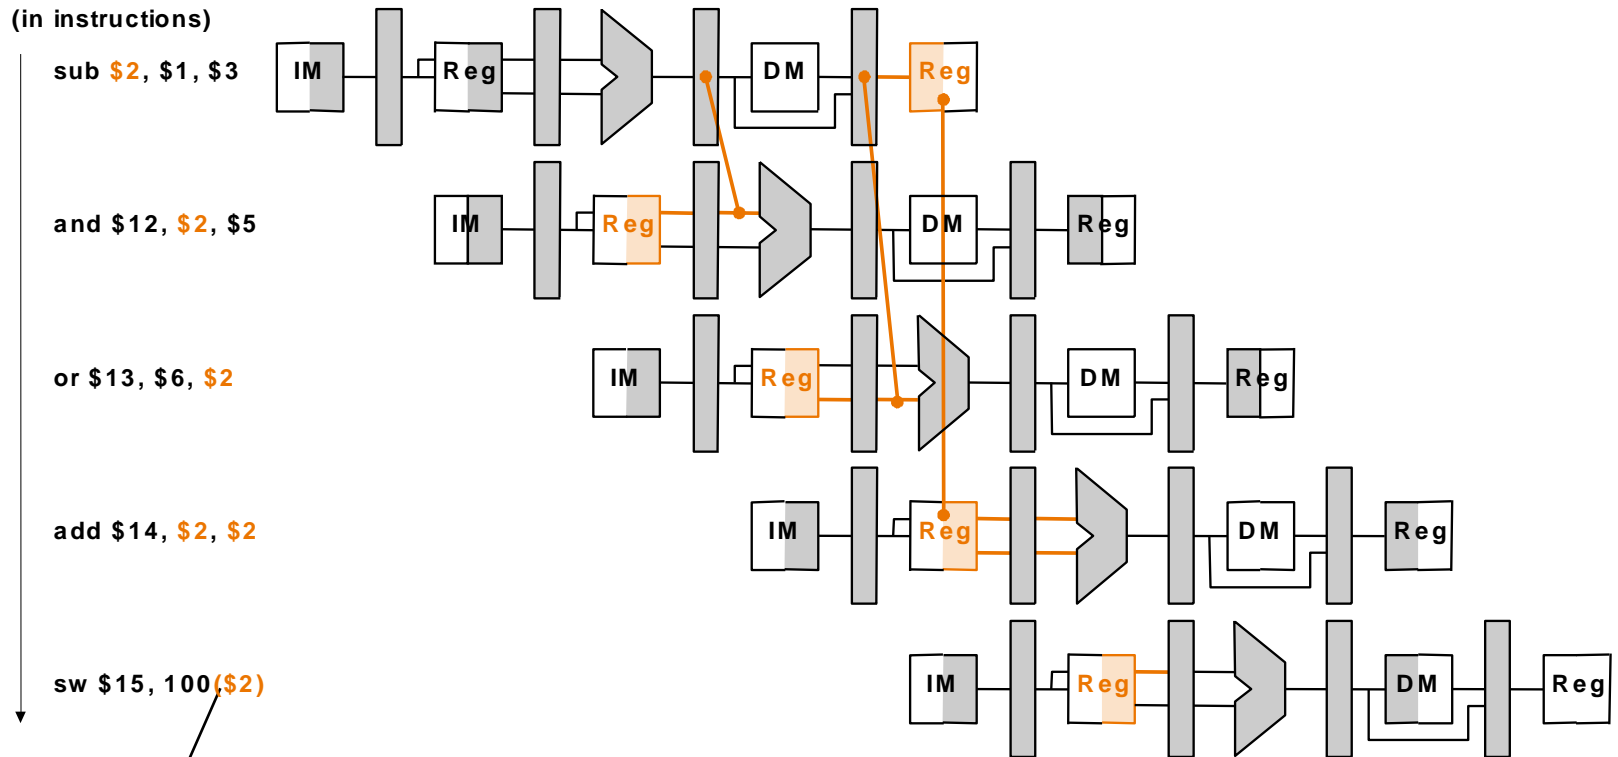 (in instructions)
sub $2, $1, $3
IM
Reg
DM
Reg
and $12, $2, $5
IM
Reg
DM
Reg
or $13, $6, $2
IM
Reg
DM
Reg
add $14, $2, $2
IM
Reg
DM
Reg
sw $15, 100($2)
IM
Reg
DM
Reg